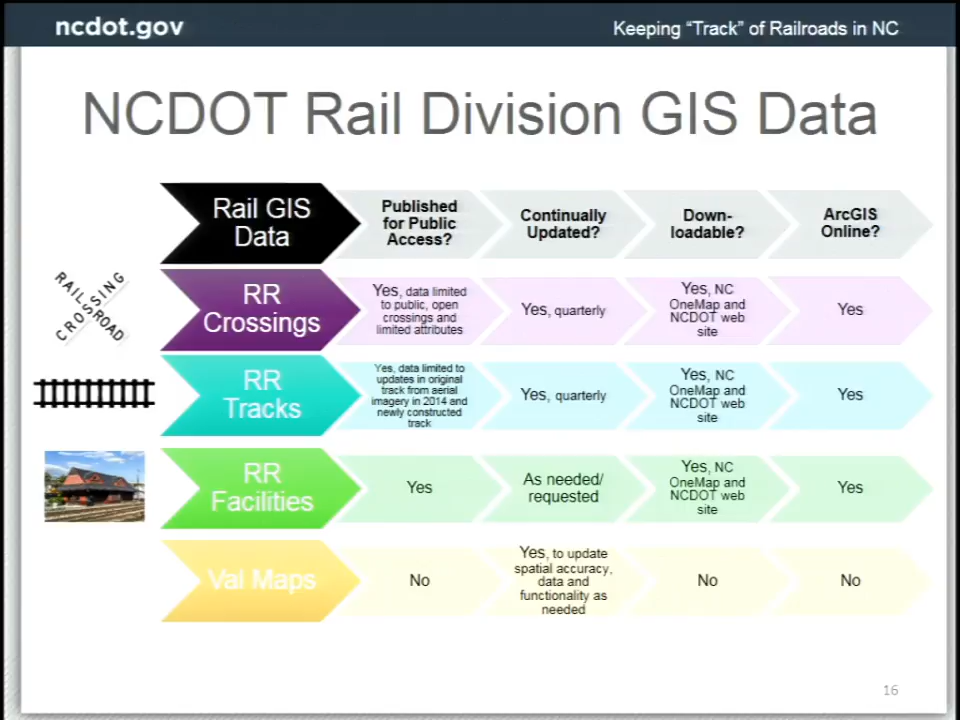 ncdot.gov
Keeping “Track” of Railroads in NC
NCDOT Rail Division GIS Data
Rail GIS
Data
Published
for Public
Access?
Continually
Updated?
Down-
loadable?
ArcGIS
Online?
RAILROAD
CROSSING
RR
Crossings
Yes, data limited
to public, open
crossings and
limited attributes
Yes, quarterly
Yes, NC
OneMap and
NCDOT web
site
Yes
RR
Tracks
Yes, data limited to
updates in original
track from aerial
imagery in 2014 and
newly constructed
track
Yes, quarterly
Yes, NC
OneMap and
NCDOT web
site
Yes
RR
Facilities
Yes
As needed/
requested
Yes, NC
OneMap and
NCDOT web
site
Yes
Val Maps
No
Yes, to update
spatial accuracy,
data and
functionality as
needed
No
No
16